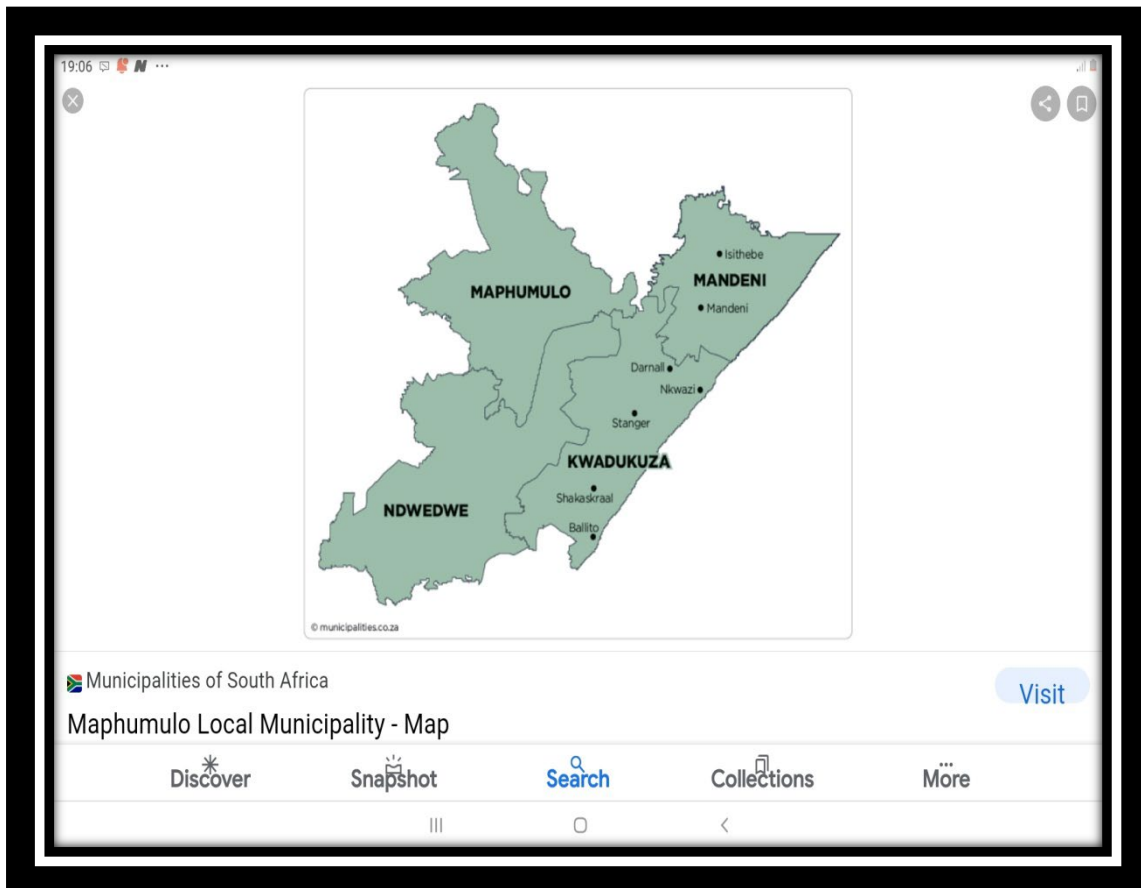 19:06
Isithebe
MANDENI
MAPHUMULO
Mandeni
Darnall
Nkwazi
Stanger
KWADUKUZA
Shakaskraal
NDWEDWE
Ballito
© municipalities.co.za
Municipalities of South Africa
Visit
Maphumulo Local Municipality - Map
Discover Snapshot Search Collections More